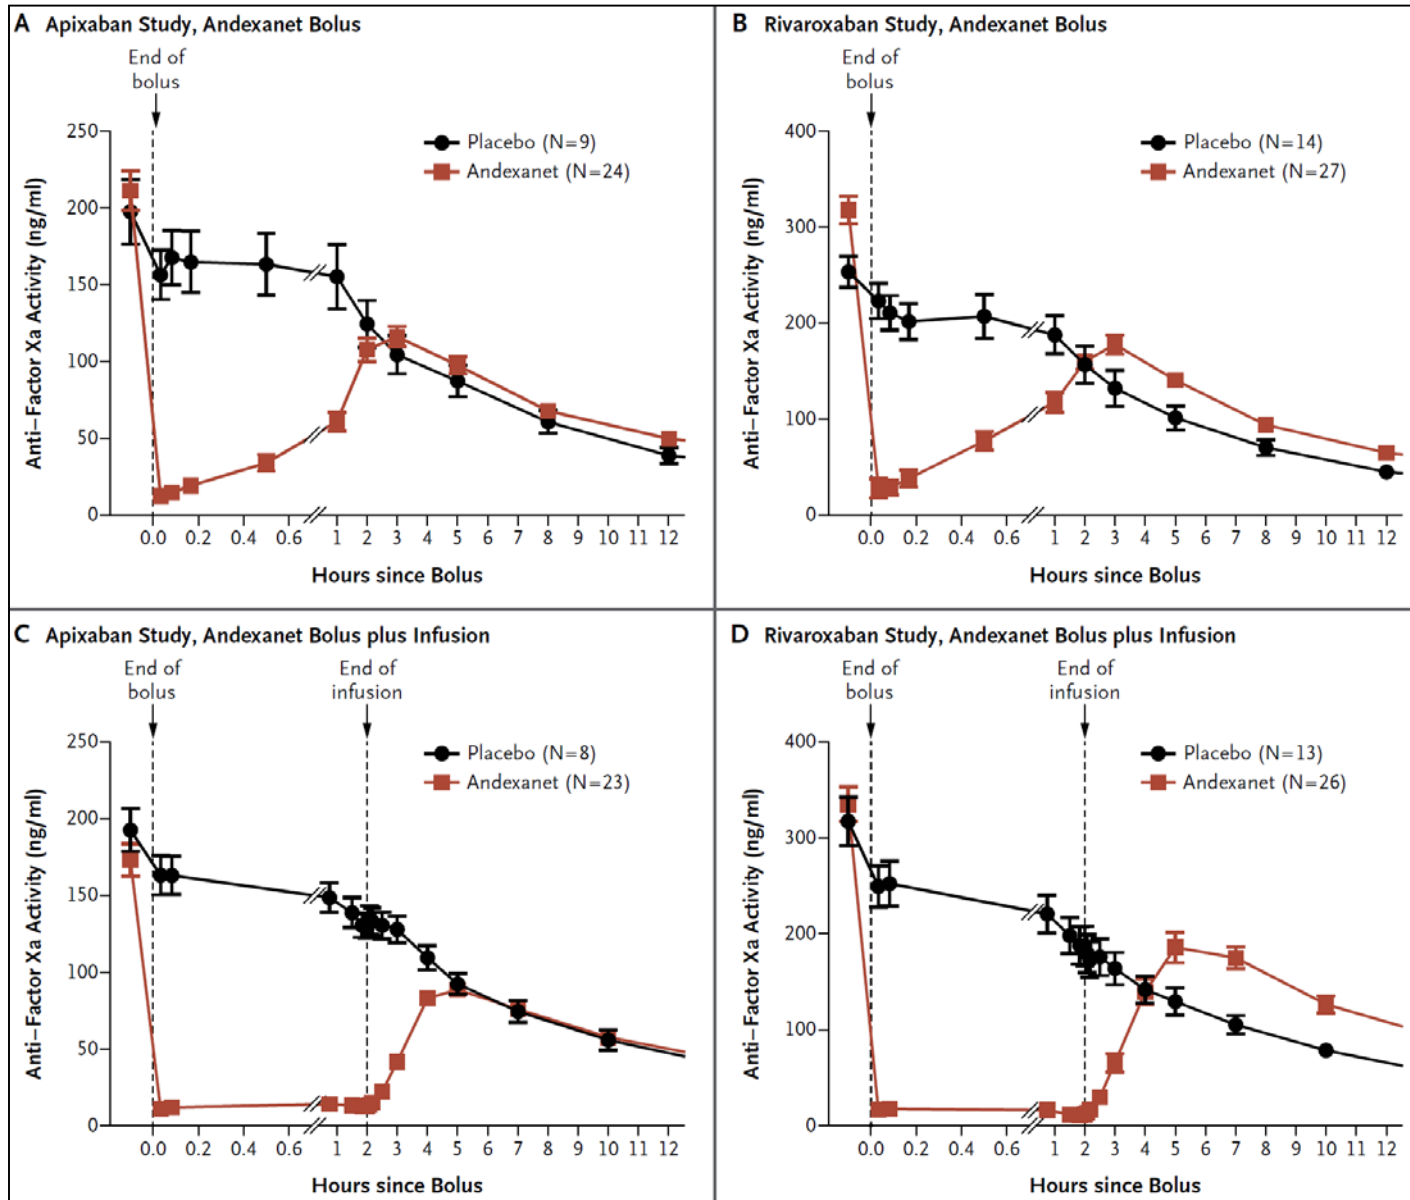 A Apixaban Study, Andexanet Bolus
End of
bolus
Placebo (N=9)
Andexanet (N=24)
Anti–Factor Xa Activity (ng/ml)
250
200
150
100
50
0
0.0 0.2 0.4 0.6 1 2 3 4 5 6 7 8 9 10 11 12
Hours since Bolus
B Rivaroxaban Study, Andexanet Bolus
End of
bolus
Placebo (N=14)
Andexanet (N=27)
Anti–Factor Xa Activity (ng/ml)
400
300
200
100
0
0.0 0.2 0.4 0.6 1 2 3 4 5 6 7 8 9 10 11 12
Hours since Bolus
C Apixaban Study, Andexanet Bolus plus Infusion
End of
bolus
End of
infusion
Placebo (N=8)
Andexanet (N=23)
Anti–Factor Xa Activity (ng/ml)
250
200
150
100
50
0
0.0 0.2 0.4 0.6 1 2 3 4 5 6 7 8 9 10 11 12
Hours since Bolus
D Rivaroxaban Study, Andexanet Bolus plus Infusion
End of
bolus
End of
infusion
Placebo (N=13)
Andexanet (N=26)
Anti–Factor Xa Activity (ng/ml)
400
300
200
100
0
0.0 0.2 0.4 0.6 1 2 3 4 5 6 7 8 9 10 11 12
Hours since Bolus